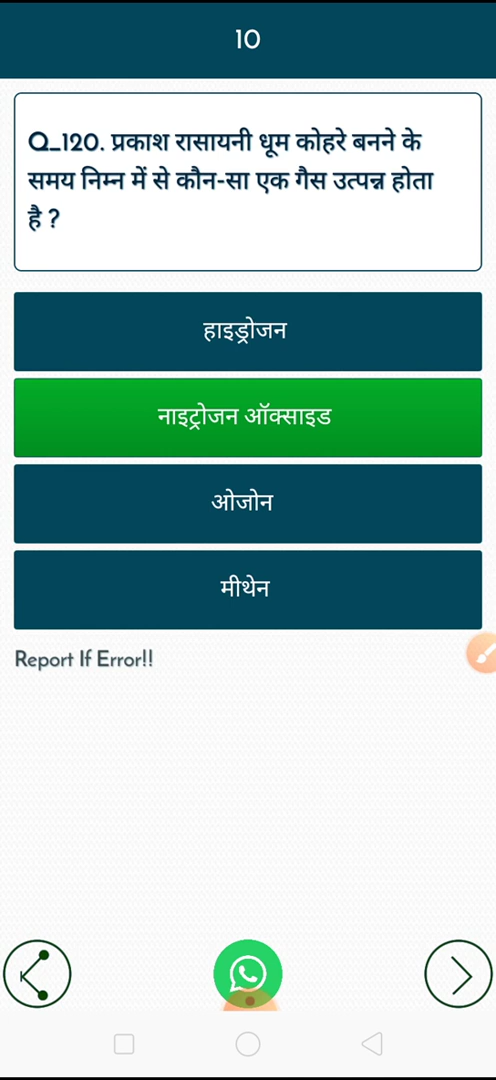 10
Q_120. प्रकाश रासायनी धूम कोहरे बनने के
समय निम्न में से कौन-सा एक गैस उत्पन्न होता
है ?
हाइड्रोजन
नाइट्रोजन ऑक्साइड
ओजोन
मीथेन
Report If Error!!